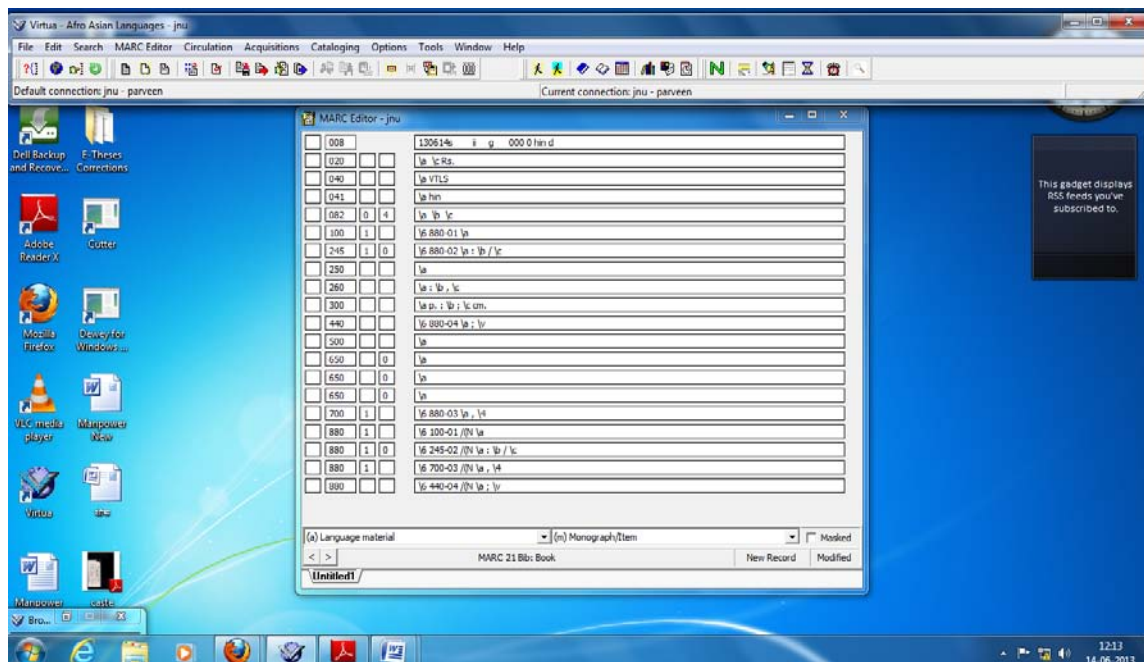 Virtua - Afro Asian Languages - jnu
File Edit Search MARC Editor Circulation Acquisitions Cataloging Options Tools Window Help
Default connection: jnu - parveen Current connection: jnu - parveen
MARC Editor - jnu
008 130614s ii g 000 0 hin d
020 \a \c Rs.
040 \a VTLS
041 \a hin
082 0 4 \a \b \c
100 1 \6 880-01 \a
245 1 0 \6 880-02 \a : \b / \c
250 \a
260 \a : \b , \c
300 \a p. : \b ; \c cm.
440 \6 880-04 \a ; \v
500 \a
650 0 \a
650 0 \a
650 0 \a
700 1 \6 880-03 \a , \4
880 1 \6 100-01 /(N \a
880 1 0 \6 245-02 /(N \a : \b / \c
880 1 \6 700-03 /(N \a , \4
880 \6 440-04 /(N \a ; \v
(a) Language material (m) Monograph/Item Masked
< > MARC 21 Bib: Book New Record Modified
Untitled1
Dell Backup and Recove...
E-Theses Corrections
Adobe Reader X
Cutter
Mozilla Firefox
Dewey for Windows ...
VLC media player
Manpower New
Virtua
Manpower
caste
This gadget displays
RSS feeds you've
subscribed to.
Bro...
12:13
14-06-2013